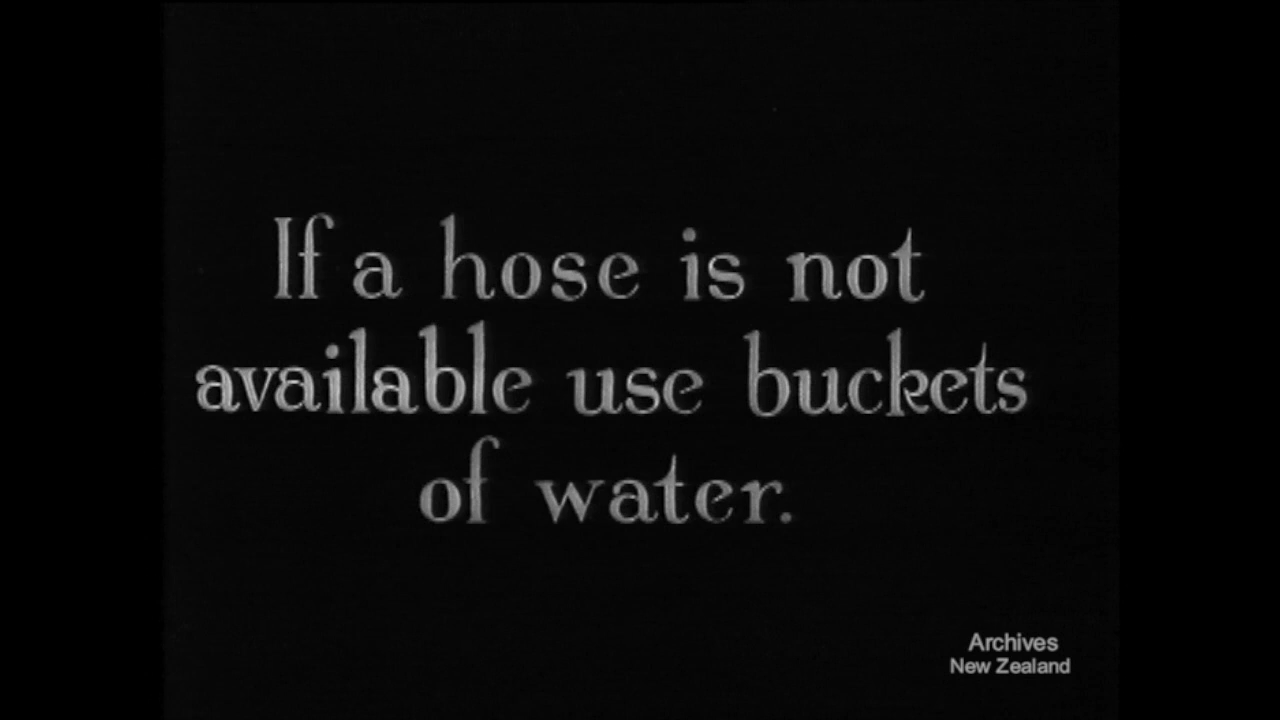 If a hose is not
available use buckets
of water.
Archives
New Zealand